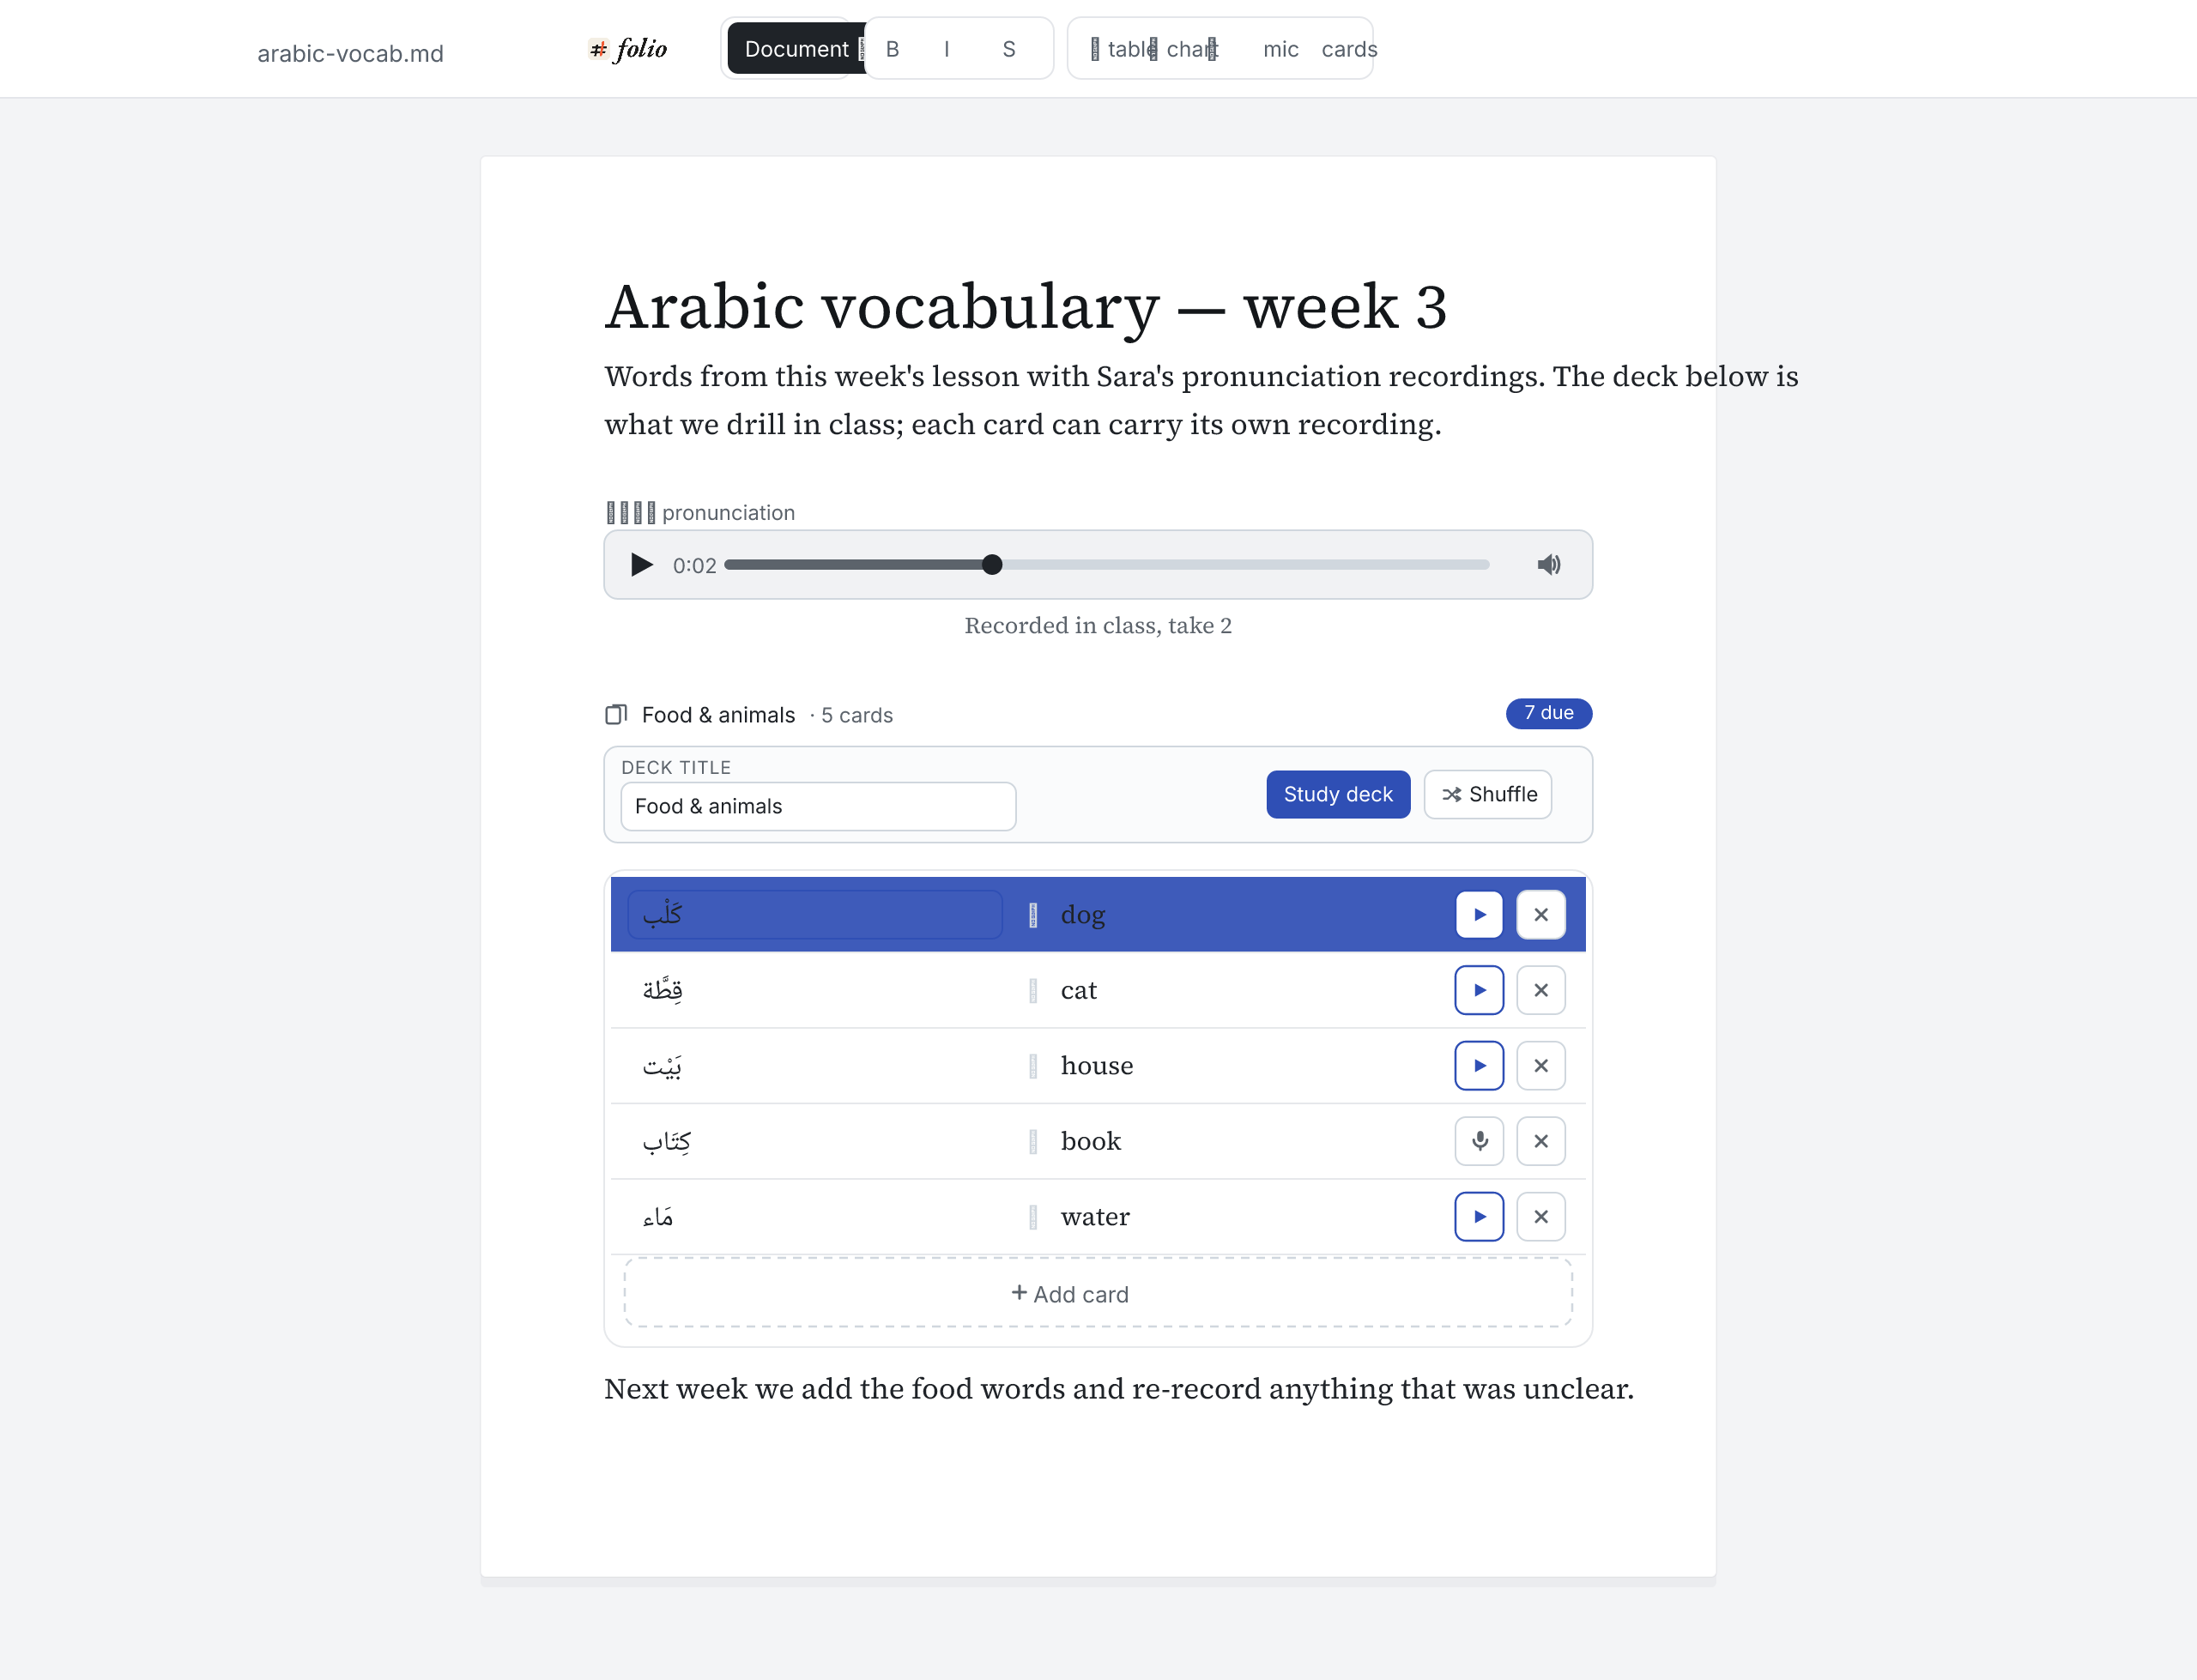 arabic-vocab.md
# folio
Document
B I S
table chart mic cards
Arabic vocabulary — week 3
Words from this week's lesson with Sara's pronunciation recordings. The deck below is
what we drill in class; each card can carry its own recording.
pronunciation
0:02
Recorded in class, take 2
Food & animals · 5 cards
7 due
DECK TITLE
Food & animals
Study deck
Shuffle
كَلْب dog
قِطَّة cat
بَيْت house
كِتَاب book
مَاء water
+ Add card
Next week we add the food words and re-record anything that was unclear.